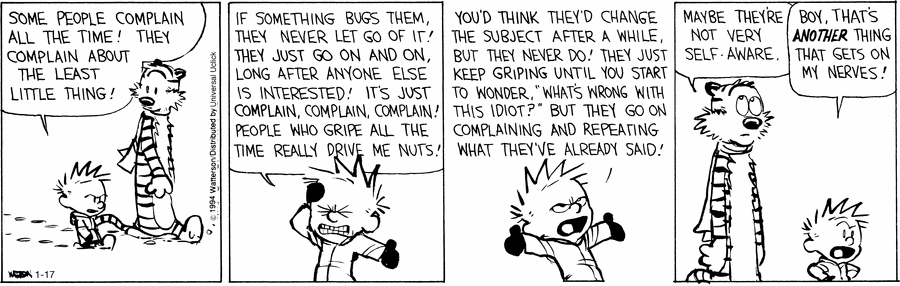 SOME PEOPLE COMPLAIN
ALL THE TIME! THEY
COMPLAIN ABOUT
THE LEAST
LITTLE THING!
© 1994 Watterson/Distributed by Universal Uclick
WATTERSON 1-17
IF SOMETHING BUGS THEM,
THEY NEVER LET GO OF IT!
THEY JUST GO ON AND ON,
LONG AFTER ANYONE ELSE
IS INTERESTED! IT'S JUST
COMPLAIN, COMPLAIN, COMPLAIN!
PEOPLE WHO GRIPE ALL THE
TIME REALLY DRIVE ME NUTS!
YOU'D THINK THEY'D CHANGE
THE SUBJECT AFTER A WHILE,
BUT THEY NEVER DO! THEY JUST
KEEP GRIPING UNTIL YOU START
TO WONDER, "WHAT'S WRONG WITH
THIS IDIOT?" BUT THEY GO ON
COMPLAINING AND REPEATING
WHAT THEY'VE ALREADY SAID!
MAYBE THEY'RE
NOT VERY
SELF-AWARE.
BOY, THAT'S
ANOTHER THING
THAT GETS ON
MY NERVES!